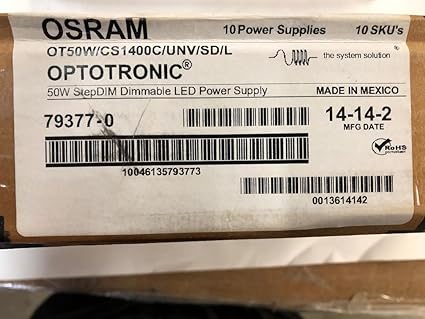 OSRAM 10 Power Supplies 10 SKU's
OT50W/CS1400C/UNV/SD/L
OPTOTRONIC® the system solution
50W StepDIM Dimmable LED Power Supply MADE IN MEXICO
79377-0 14-14-2
MFG DATE
RoHS
compliant
10046135793773
0013614142